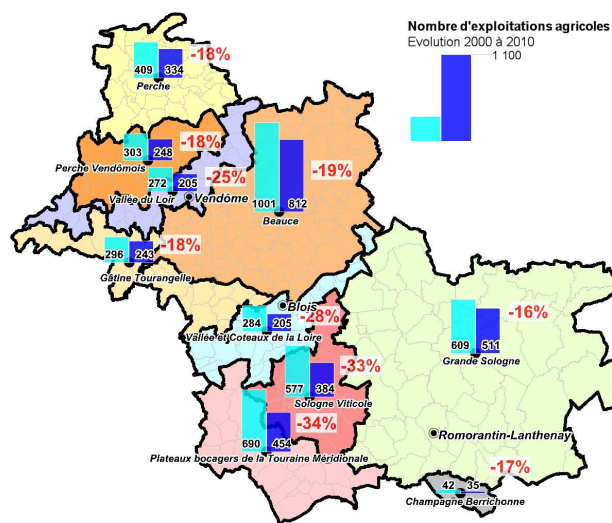 Nombre d'exploitations agricoles
Evolution 2000 à 2010
1 100
409 334 -18%
Perche
303 248 -18%
Perche Vendômois
272 205 -25%
Vallée du Loir
Vendôme
1001 812 -19%
Beauce
296 243 -18%
Gâtine Tourangelle
Blois
284 205 -28%
Vallée et Coteaux de la Loire
609 511 -16%
Grande Sologne
577 384 -33%
Sologne Viticole
690 454 -34%
Plateaux bocagers de la Touraine Méridionale
Romorantin-Lanthenay
42 35 -17%
Champagne Berrichonne